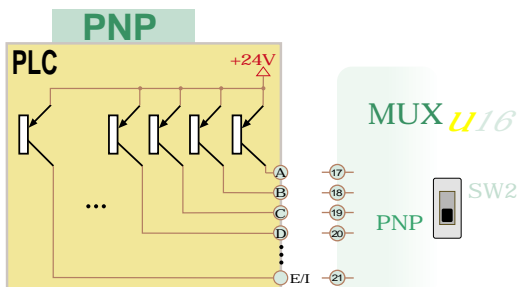 PNP
PLC
+24V
MUX u16
A 17
B 18
SW2
C 19
PNP
D 20
...
E/I 21